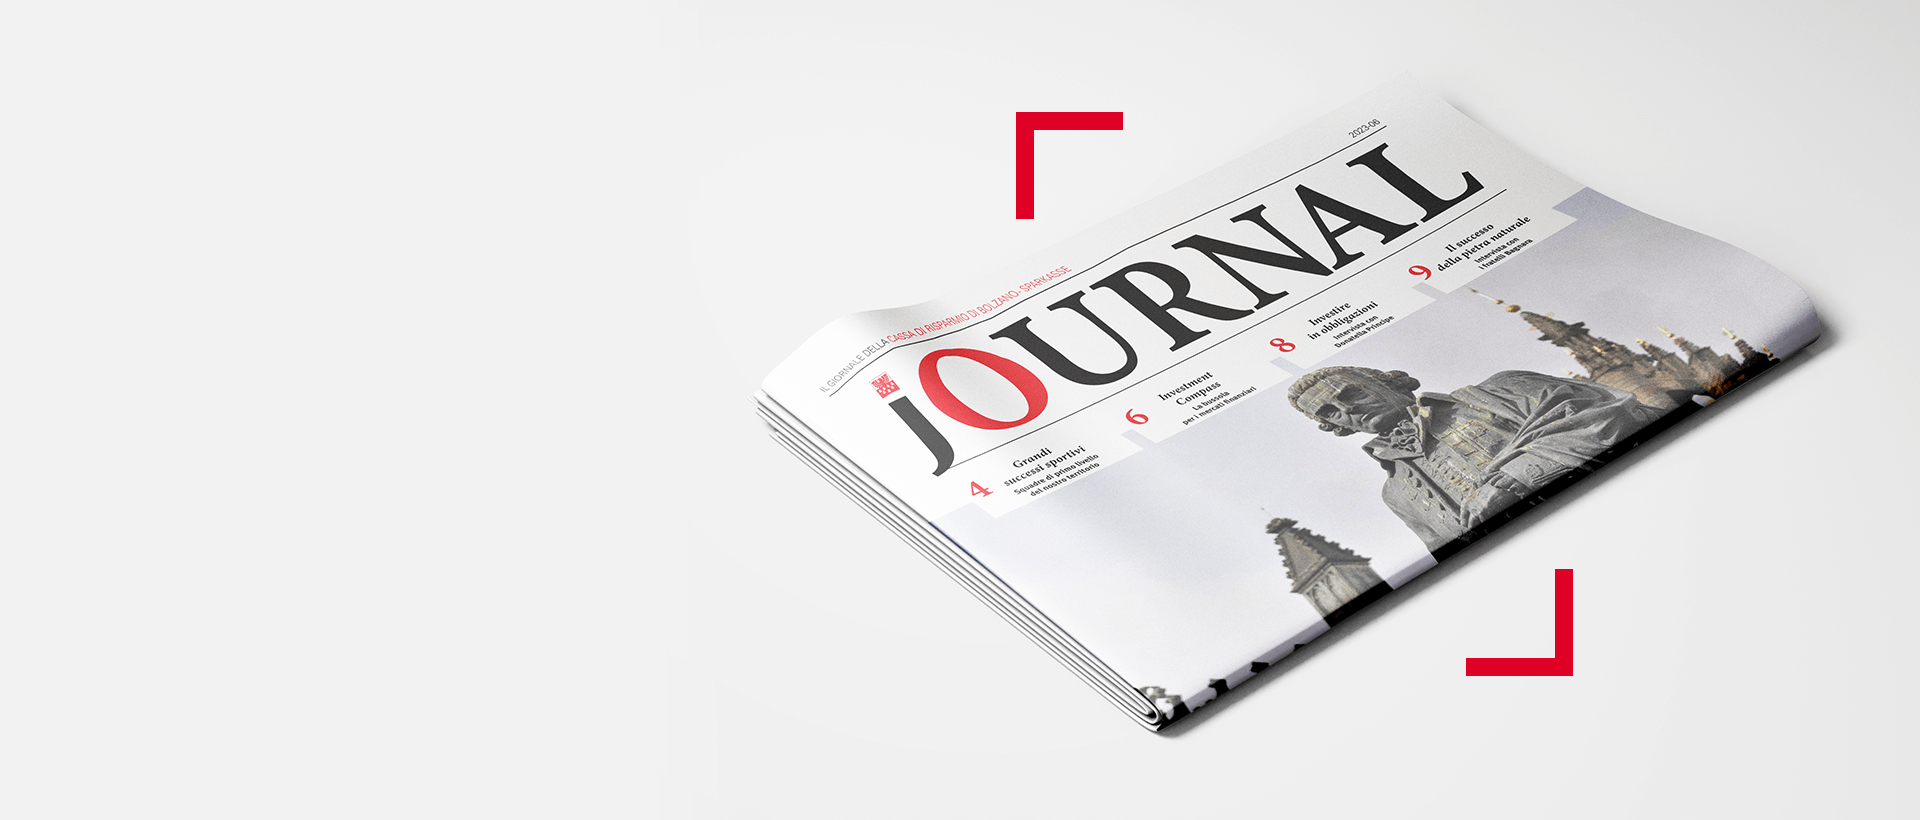 2023-06
IL GIORNALE DELLA CASSA DI RISPARMIO DI BOLZANO - SPARKASSE
jOURNAL
4
Grandi
successi sportivi
Squadre di primo livello
del nostro territorio
6
Investment
Compass
La bussola
per i mercati finanziari
8
Investire
in obbligazioni
Intervista con
Donatella Principe
9
Il successo
della pietra naturale
Intervista con
i fratelli Bagnara